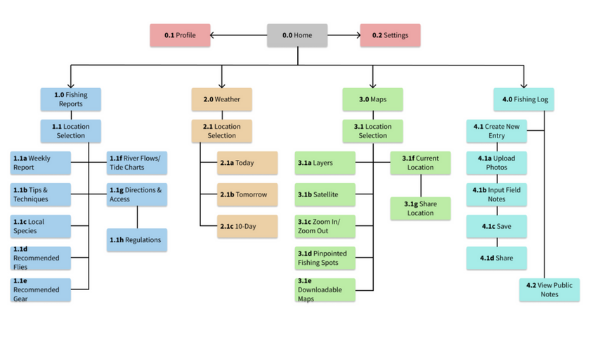 0.1 Profile
0.0 Home
0.2 Settings
1.0 Fishing
Reports
2.0 Weather
3.0 Maps
4.0 Fishing Log
1.1 Location
Selection
2.1 Location
Selection
3.1 Location
Selection
4.1 Create New
Entry
1.1a Weekly
Report
1.1f River Flows/
Tide Charts
2.1a Today
3.1a Layers
3.1f Current
Location
4.1a Upload
Photos
1.1b Tips &
Techniques
1.1g Directions &
Access
2.1b Tomorrow
3.1b Satellite
3.1g Share
Location
4.1b Input Field
Notes
1.1c Local
Species
1.1h Regulations
2.1c 10-Day
3.1c Zoom In/
Zoom Out
4.1c Save
1.1d
Recommended
Flies
3.1d Pinpointed
Fishing Spots
4.1d Share
1.1e
Recommended
Gear
3.1e
Downloadable
Maps
4.2 View Public
Notes